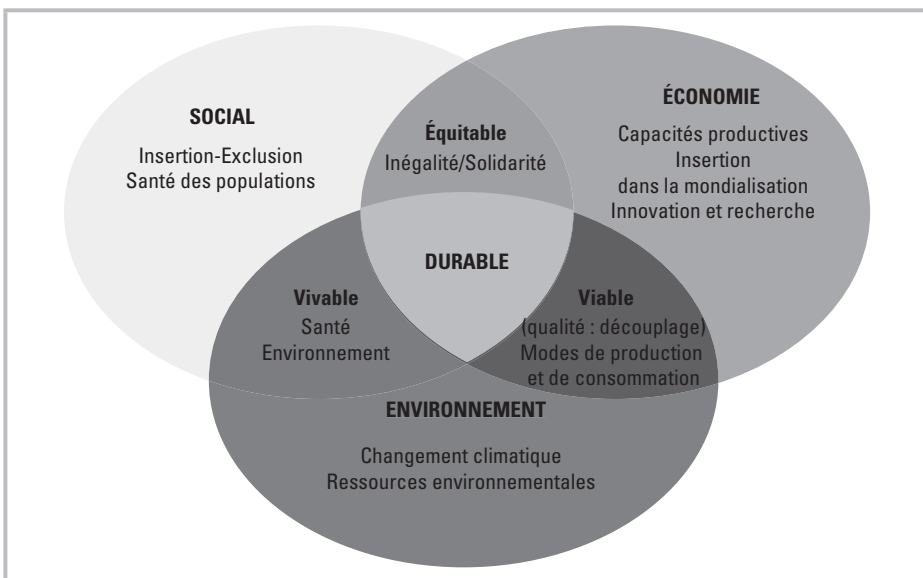 SOCIAL
Insertion-Exclusion
Santé des populations
Équitable
Inégalité/Solidarité
ÉCONOMIE
Capacités productives
Insertion
dans la mondialisation
Innovation et recherche
DURABLE
Vivable
Santé
Environnement
Viable
(qualité : découplage)
Modes de production
et de consommation
ENVIRONNEMENT
Changement climatique
Ressources environnementales